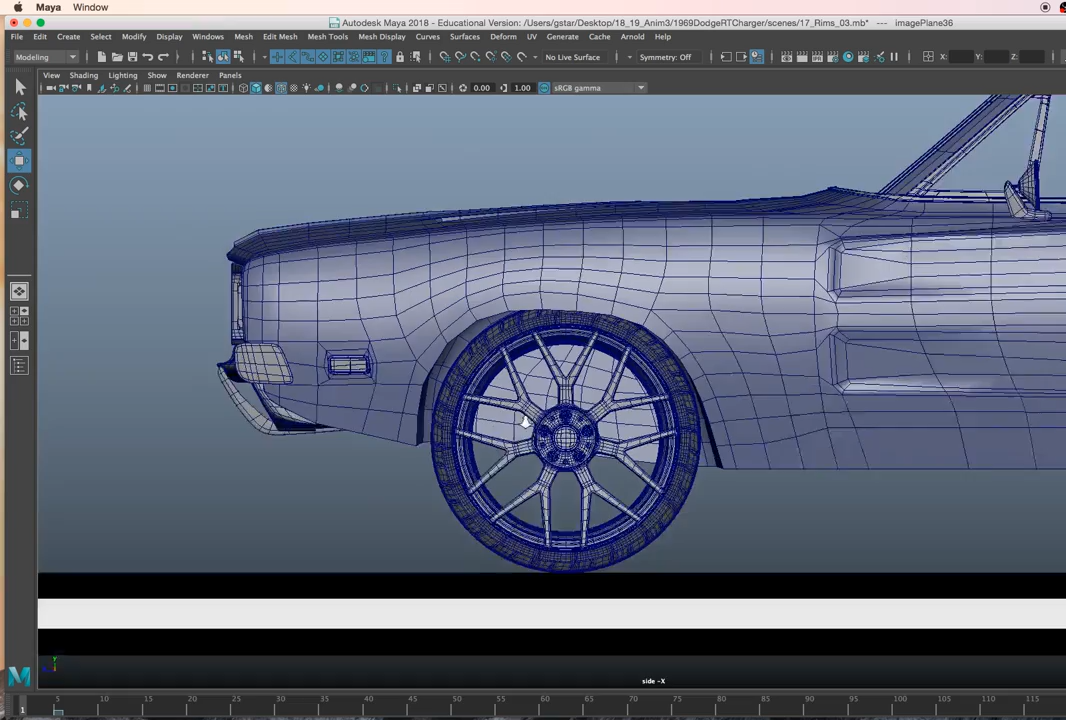 Maya Window
Autodesk Maya 2018 - Educational Version: /Users/gstar/Desktop/18_19_Anim3/1969DodgeRTCharger/scenes/17_Rims_03.mb* --- imagePlane36
File Edit Create Select Modify Display Windows Mesh Edit Mesh Mesh Tools Mesh Display Curves Surfaces Deform UV Generate Cache Arnold Help
Modeling No Live Surface Symmetry: Off X: Y: Z:
View Shading Lighting Show Renderer Panels
0.00 1.00 sRGB gamma
side -X
5 10 15 20 25 30 35 40 45 50 55 60 65 70 75 80 85 90 95 100 105 110 115
1